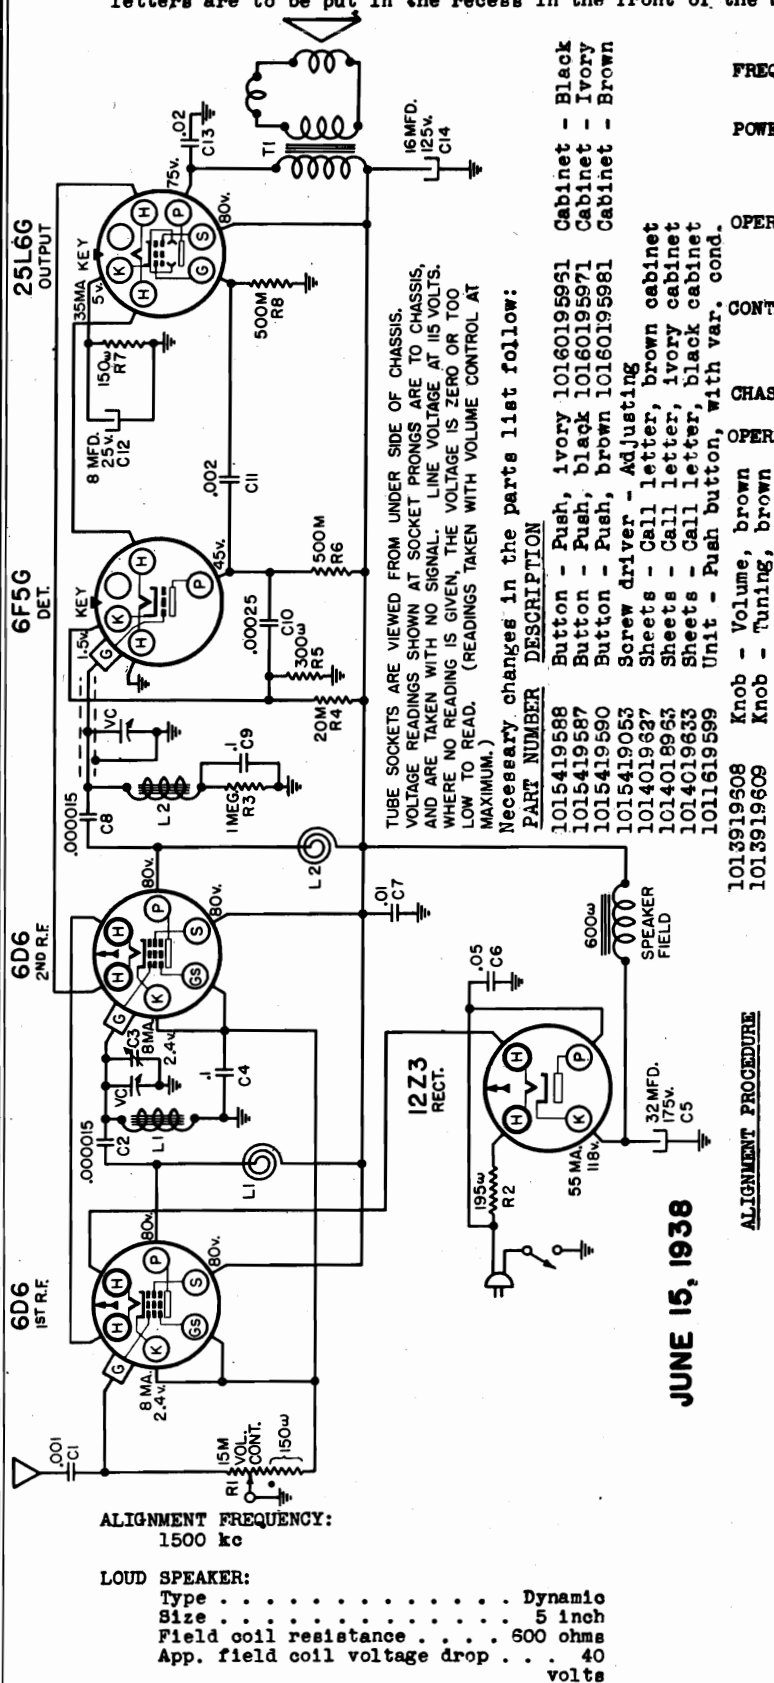 letters are to be put in the recess in the front of the
25L6G
OUTPUT
35MA KEY
5v.
75v.
80v.
H
P
S
G
K
H
.02
C13
T1
16 MFD.
125v.
C14
150ω
R7
8 MFD.
25v.
C12
500M
R8
.002
C11
6F5G
DET.
KEY
1.5v.
45v.
G
K
H
H
P
VC
.00025
C10
300ω
R5
500M
R6
20M
R4
.1
C9
1 MEG.
R3
L2
.000015
C8
L2
6D6
2ND R.F.
80v.
H
H
P
S
GS
K
G
8MA.
2.4v.
C3
VC
.01
C7
.1
C4
L1
.000015
C2
L1
6D6
1ST R.F.
80v.
80v.
H
H
P
S
GS
K
G
8 MA.
2.4v.
.001
C1
R1
15M
VOL.
CONT.
150ω
12Z3
RECT.
H
H
P
K
.05
C6
195ω
R2
55 MA.
118v.
600ω
SPEAKER
FIELD
32 MFD.
175v.
C5
TUBE SOCKETS ARE VIEWED FROM UNDER SIDE OF CHASSIS.
VOLTAGE READINGS SHOWN AT SOCKET PRONGS ARE TO CHASSIS,
AND ARE TAKEN WITH NO SIGNAL. LINE VOLTAGE AT 115 VOLTS.
WHERE NO READING IS GIVEN, THE VOLTAGE IS ZERO OR TOO
LOW TO READ. (READINGS TAKEN WITH VOLUME CONTROL AT
MAXIMUM.)
Necessary changes in the parts list follow:
PART NUMBER DESCRIPTION
1015419588 Button - Push, ivory 10160195961 Cabinet - Black
1015419587 Button - Push, black 10160195971 Cabinet - Ivory
1015419590 Button - Push, brown 10160195981 Cabinet - Brown
1015419053 Screw driver - Adjusting
1014019627 Sheets - Call letter, brown cabinet
1014018963 Sheets - Call letter, ivory cabinet
1014019633 Sheets - Call letter, black cabinet
1011619599 Unit - Push button, with var. cond.
1013919608 Knob - Volume, brown
1013919609 Knob - Tuning, brown
FREQ
POWE
OPER
CONT
CHAS
OPER
JUNE 15, 1938
ALIGNMENT PROCEDURE
ALIGNMENT FREQUENCY:
1500 kc
LOUD SPEAKER:
Type . . . . . . . . . . . . . Dynamic
Size . . . . . . . . . . . . . 5 inch
Field coil resistance . . . . 600 ohms
App. field coil voltage drop . . . 40
volts